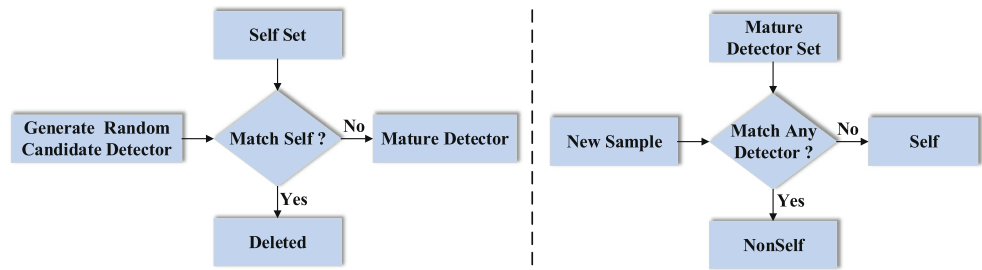 Self Set
Generate Random
Candidate Detector
Match Self ?
No
Mature Detector
Yes
Deleted
Mature
Detector Set
New Sample
Match Any
Detector ?
No
Self
Yes
NonSelf